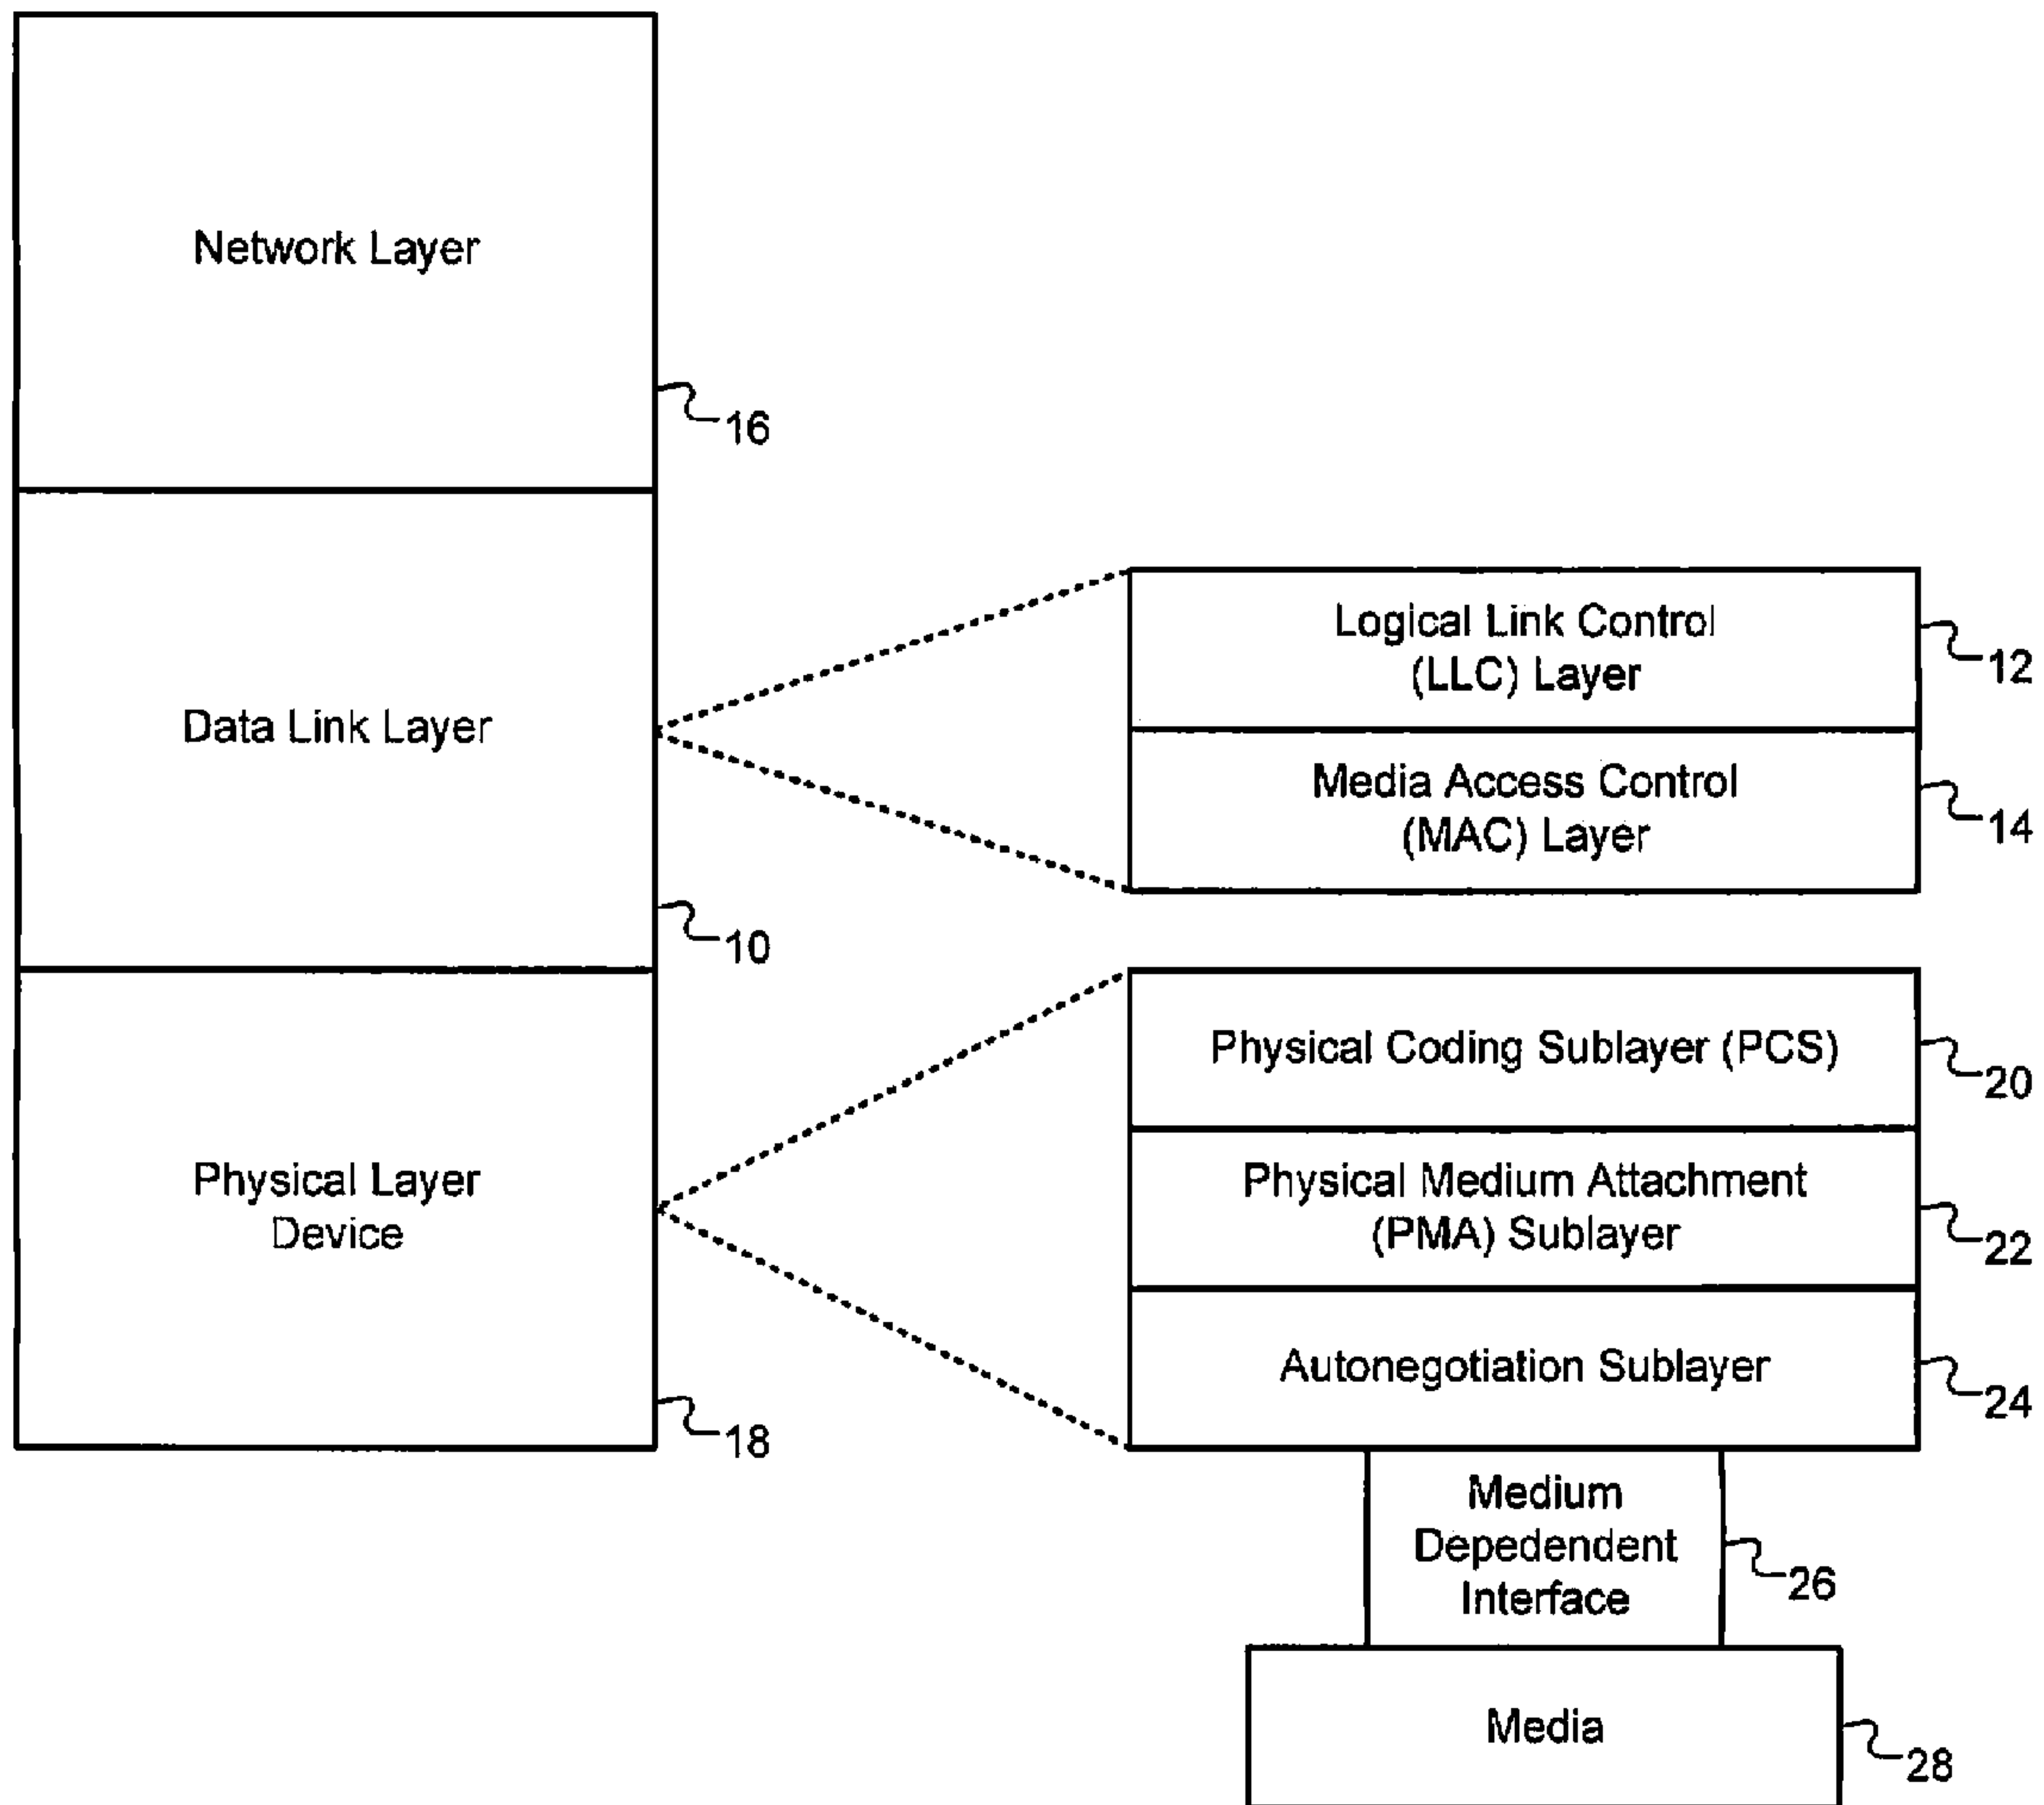 Network Layer
16
Data Link Layer
10
Physical Layer
Device
18
Logical Link Control
(LLC) Layer
12
Media Access Control
(MAC) Layer
14
Physical Coding Sublayer (PCS)
20
Physical Medium Attachment
(PMA) Sublayer
22
Autonegotiation Sublayer
24
Medium
Depedendent
Interface
26
Media
28